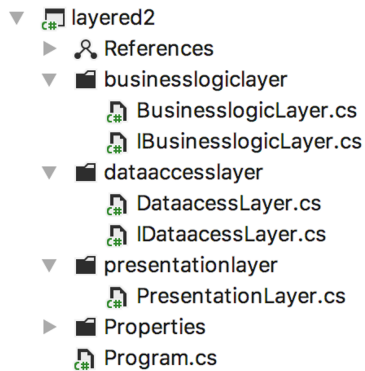 layered2
References
businesslogiclayer
BusinesslogicLayer.cs
IBusinesslogicLayer.cs
dataaccesslayer
DataacessLayer.cs
IDataacessLayer.cs
presentationlayer
PresentationLayer.cs
Properties
Program.cs